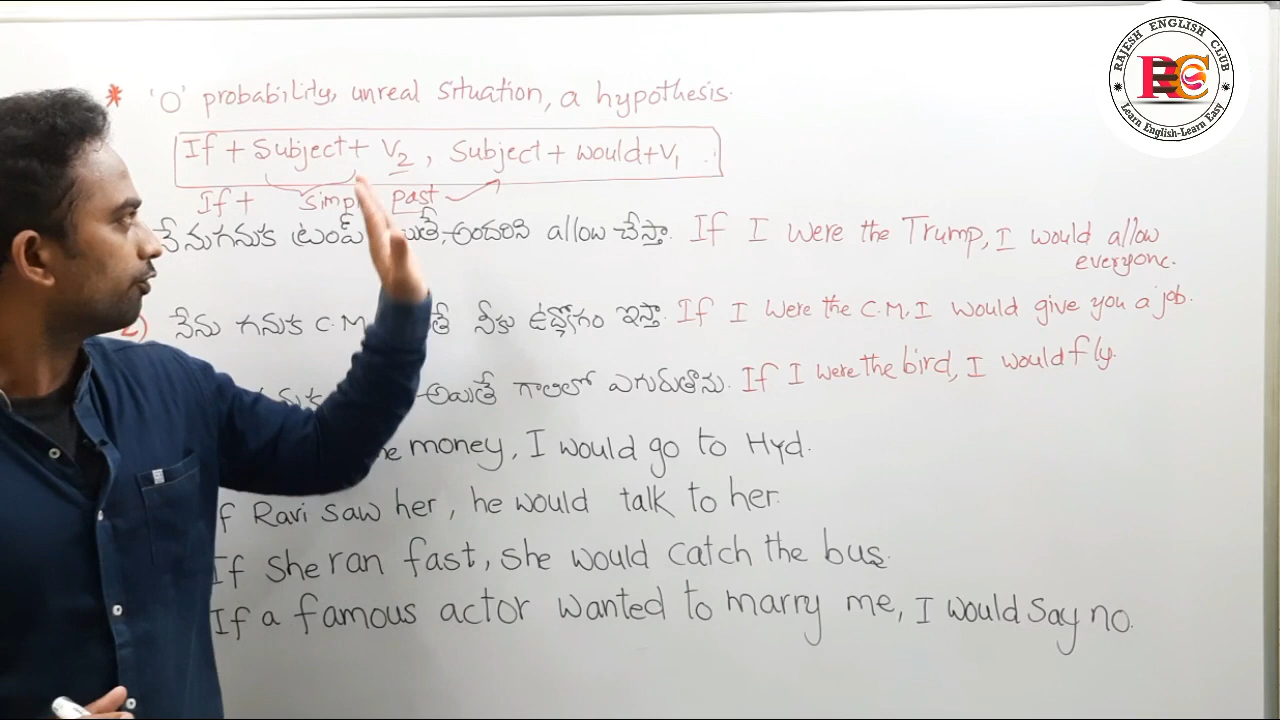 RAJESH ENGLISH CLUB
REC
Learn English-Learn Easy
* 'O' probability, unreal situation, a hypothesis.
If + Subject + V2, Subject + would + V1
If + Past
నేనుగనుక ట్రంప్ అందరిని allow చేస్తా. If I were the Trump, I would allow
everyone.
2) నేను గనుక C.M నీకు ఉద్యోగం ఇస్తా. If I were the C.M, I would give you a job.
అయితే గాలిలో ఎగురుతాను. If I were the bird, I would fly.
money, I would go to Hyd.
If Ravi saw her, he would talk to her.
If She ran fast, She would catch the bus.
If a famous actor wanted to marry me, I would Say no.